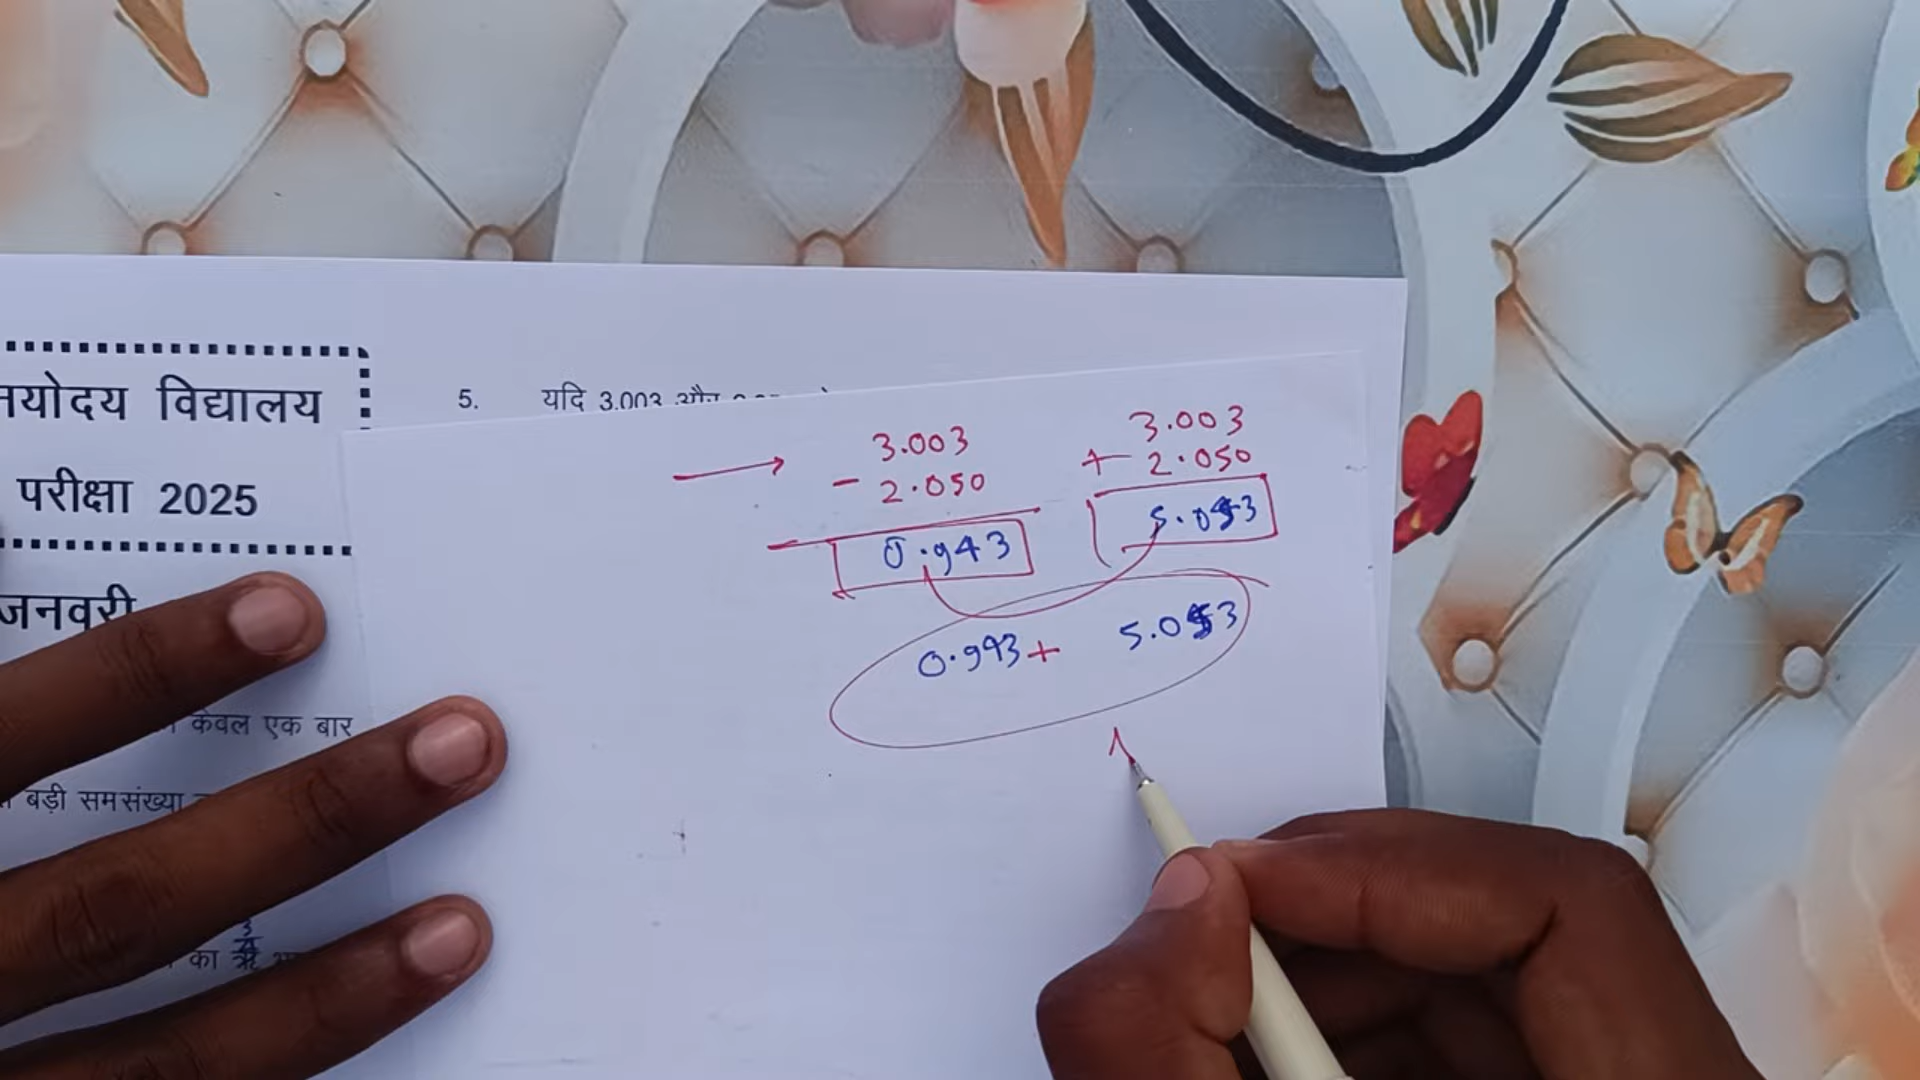 नयोदय विद्यालय
परीक्षा 2025
जनवरी
केवल एक बार
बड़ी समसंख्या
का
5. यदि 3.003 और
3.003
- 2.050
0.943
3.003
+ 2.050
5.053
0.943 + 5.053